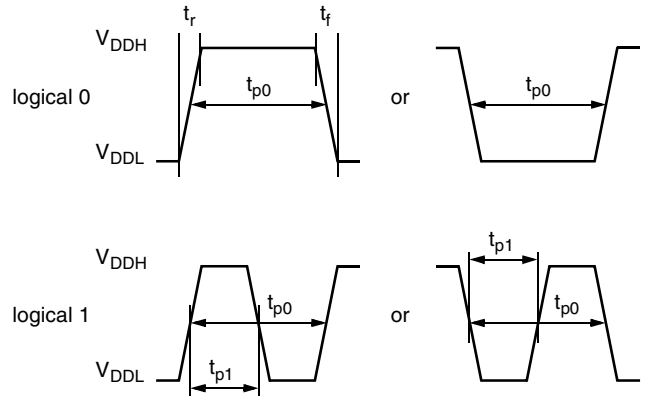 t_r t_f
V_DDH
logical 0 t_p0 or t_p0
V_DDL
V_DDH t_p1
logical 1 t_p0 or t_p0
V_DDL t_p1